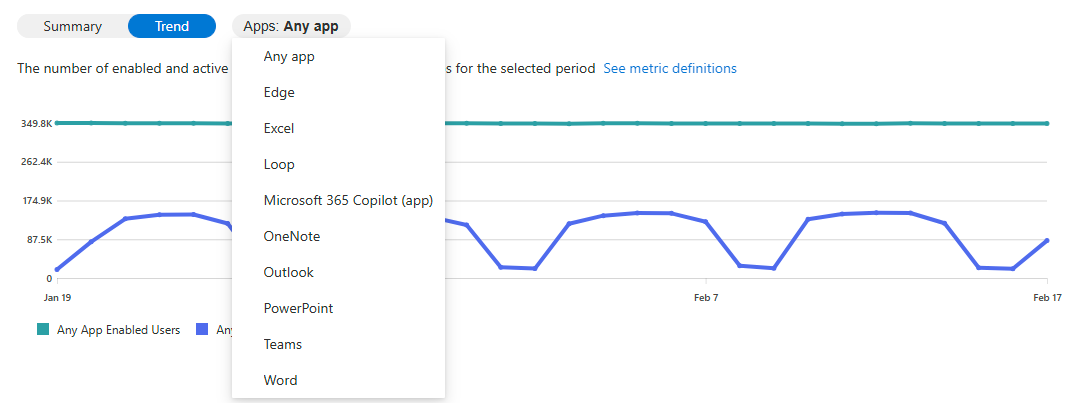 Summary
Trend
Apps: Any app
Any app
Edge
Excel
Loop
Microsoft 365 Copilot (app)
OneNote
Outlook
PowerPoint
Teams
Word
The number of enabled and active
s for the selected period See metric definitions
349.8K
262.4K
174.9K
87.5K
0
Jan 19
Feb 7
Feb 17
Any App Enabled Users
Any